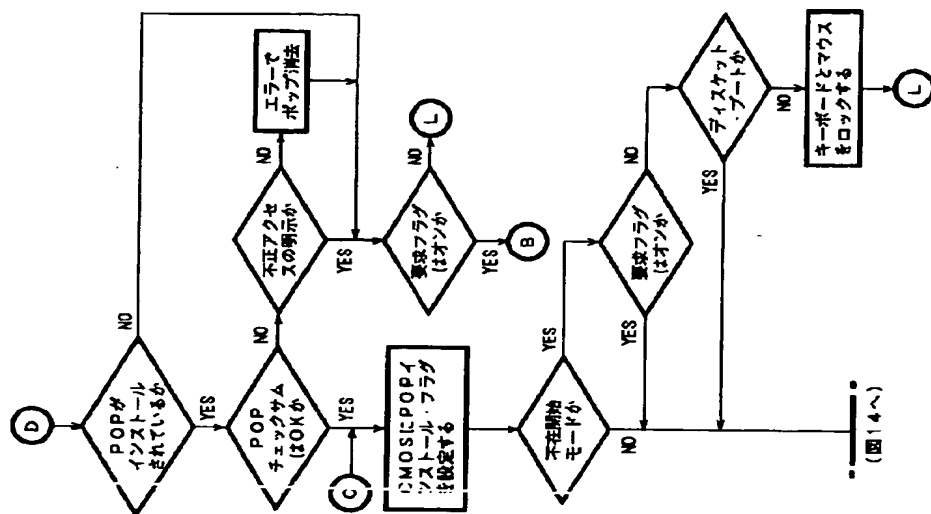 D
POPが
インストール
されているか
NO
YES
POP
チェックサム
はOKか
NO
YES
不正アクセ
スの明示か
NO
YES
エラーで
ポップ消去
要求フラグ
はオンか
NO
L
YES
B
C
CMOSにPOPイ
ンストール・フラグ
を設定する
不在開始
モードか
YES
NO
要求フラグ
はオンか
NO
YES
ディスケット
・ブートか
YES
NO
キーボードとマウス
をロックする
L
(図14へ)